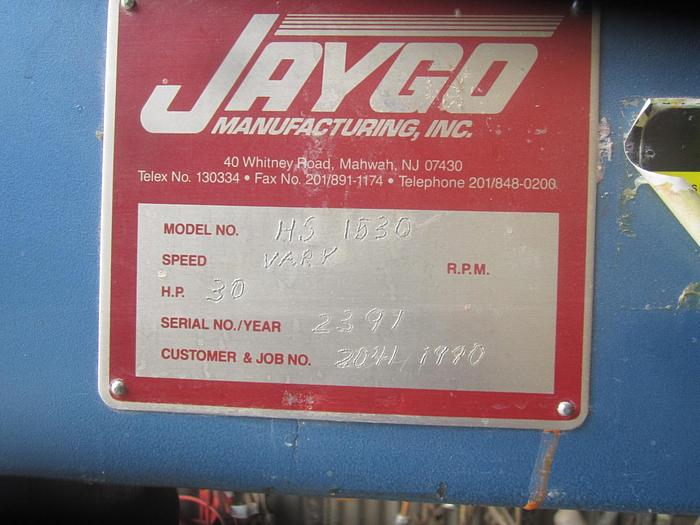 JAYGO
MANUFACTURING, INC.
40 Whitney Road, Mahwah, NJ 07430
Telex No. 130334 • Fax No. 201/891-1174 • Telephone 201/848-0200
MODEL NO. HS 1530
SPEED VARY R.P.M.
H.P. 30
SERIAL NO./YEAR 2391
CUSTOMER & JOB NO. 2041, 1990